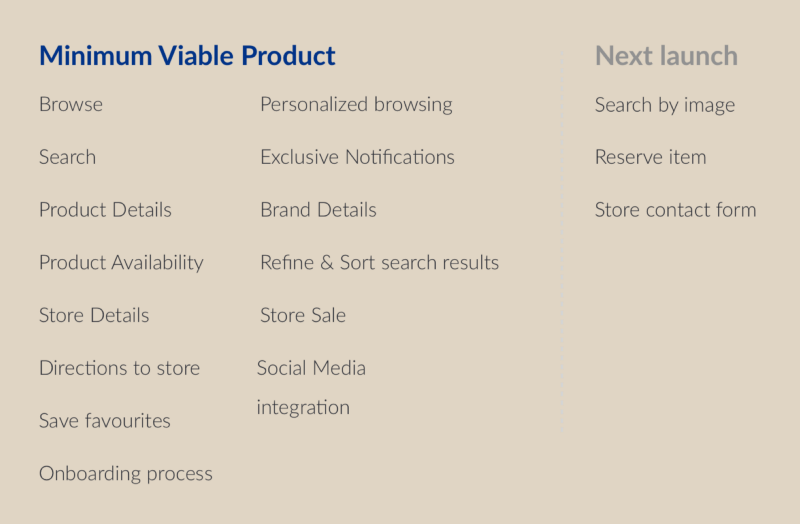 Minimum Viable Product
Browse
Search
Product Details
Product Availability
Store Details
Directions to store
Save favourites
Onboarding process
Personalized browsing
Exclusive Notifications
Brand Details
Refine & Sort search results
Store Sale
Social Media
integration
Next launch
Search by image
Reserve item
Store contact form